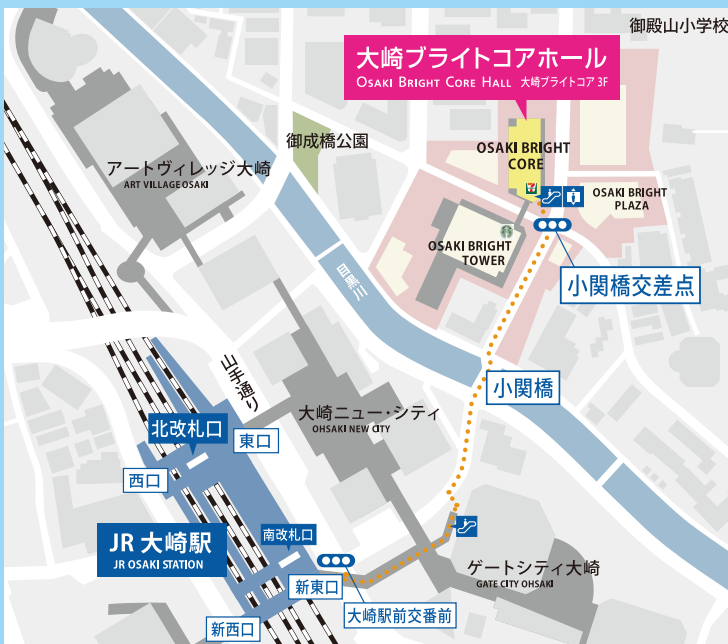 御殿山小学校
大崎ブライトコアホール
OSAKI BRIGHT CORE HALL 大崎ブライトコア 3F
御成橋公園
OSAKI BRIGHT
CORE
アートヴィレッジ大崎
ART VILLAGE OSAKI
OSAKI BRIGHT
PLAZA
OSAKI BRIGHT
TOWER
目黒川
小関橋交差点
山手通り
小関橋
大崎ニュー・シティ
OHSAKI NEW CITY
北改札口
東口
西口
JR 大崎駅
JR OSAKI STATION
南改札口
ゲートシティ大崎
GATE CITY OHSAKI
新東口
大崎駅前交番前
新西口